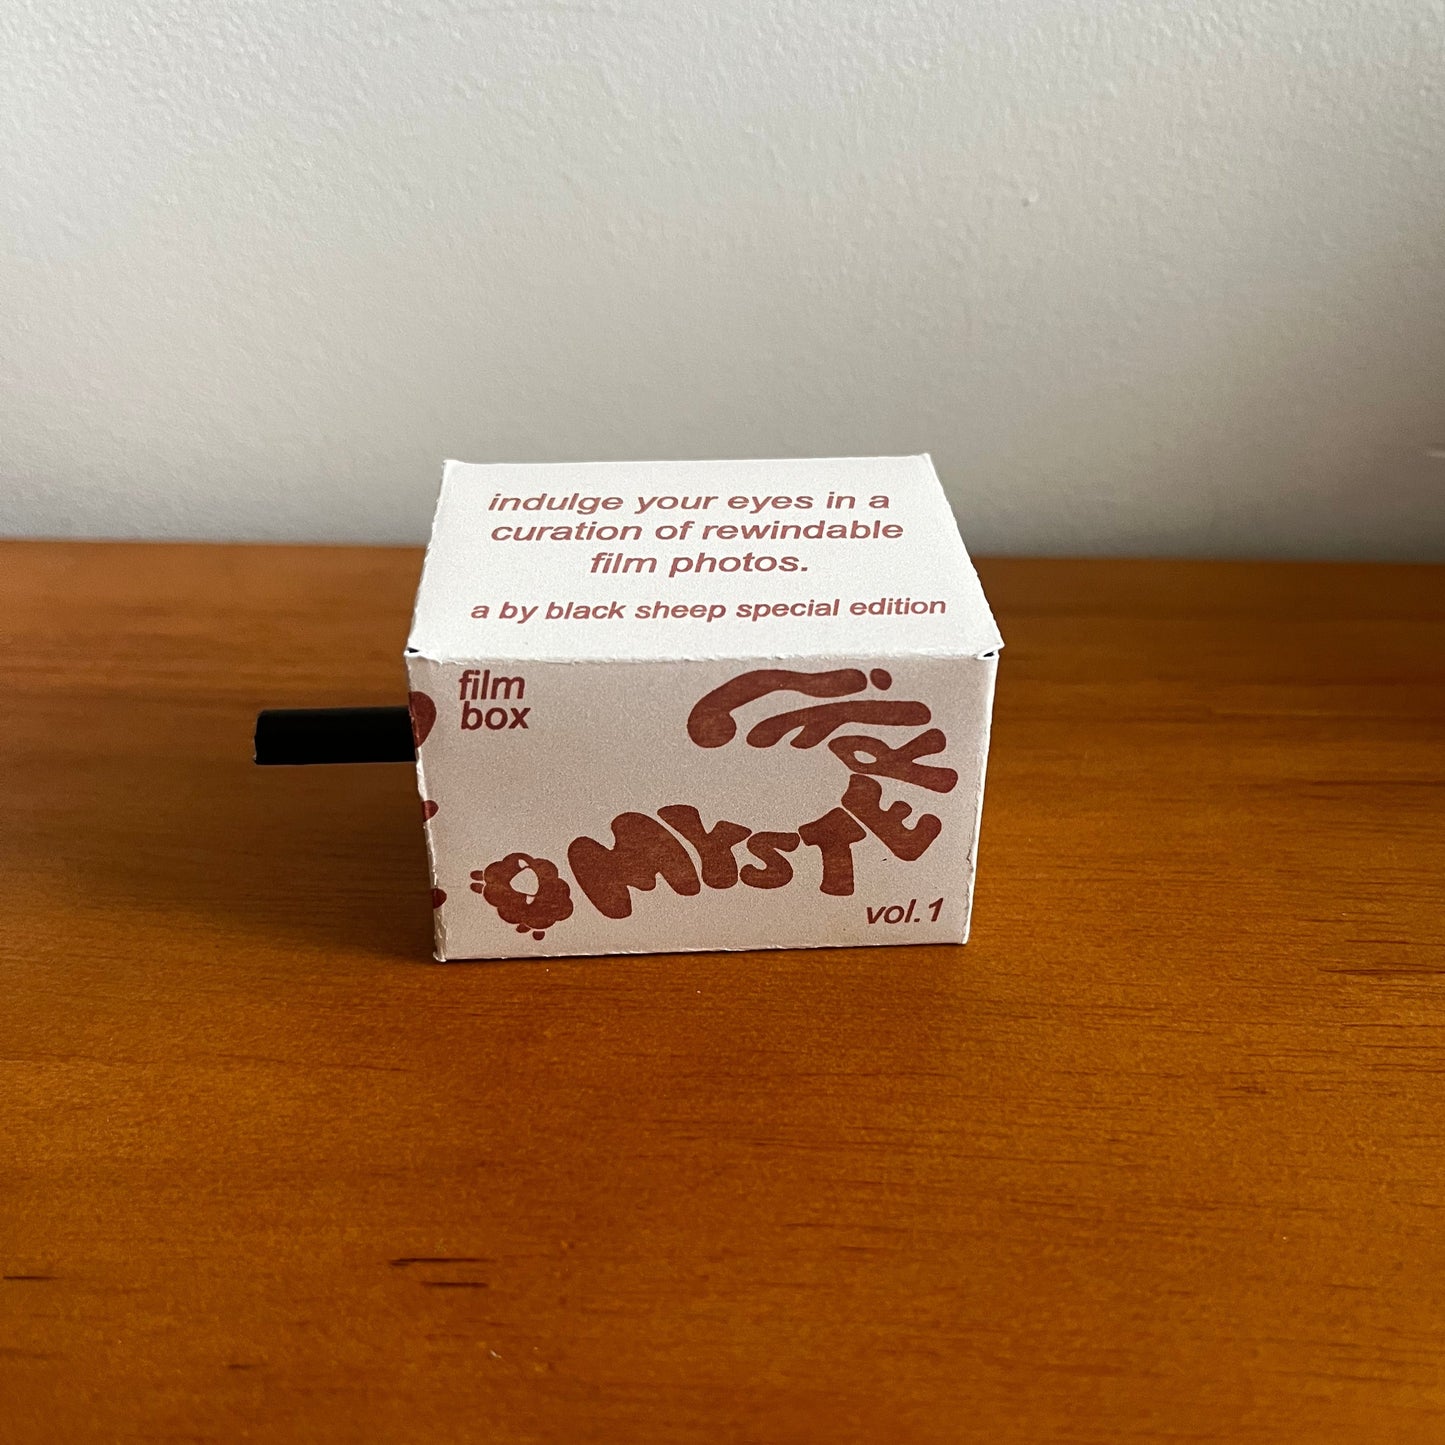 indulge your eyes in a
curation of rewindable
film photos.
a by black sheep special edition
film
box
MYSTERY
vol.1